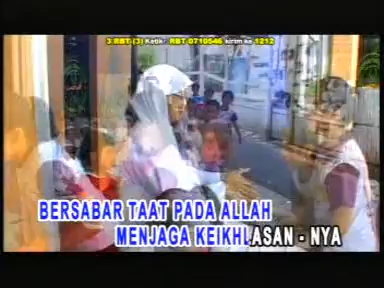 3 RBT (3) Ketik: RBT 0710546 kirim ke 1212
BERSABAR TAAT PADA ALLAH
MENJAGA KEIKHLASAN - NYA